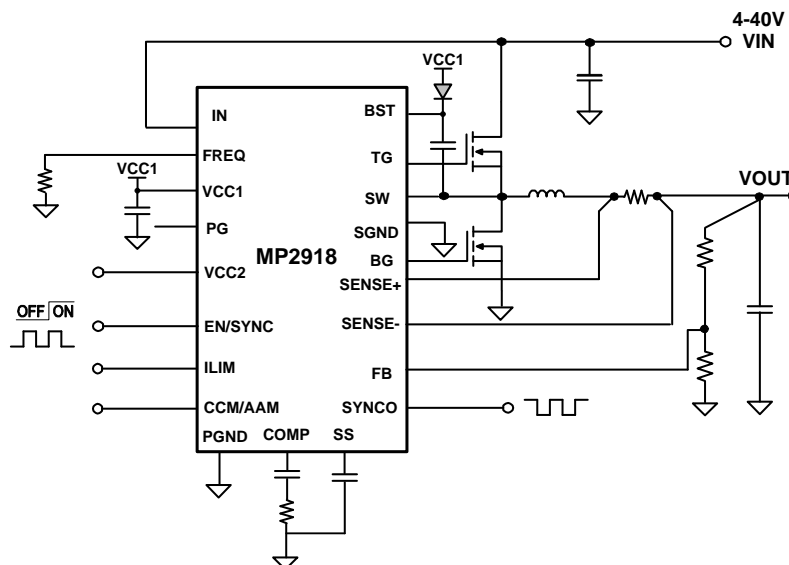 4-40V
VIN
VCC1
IN
BST
FREQ
TG
VCC1
VCC1
SW
VOUT
PG
SGND
MP2918
BG
VCC2
SENSE+
OFF ON
EN/SYNC
SENSE-
ILIM
FB
CCM/AAM
SYNCO
PGND
COMP
SS